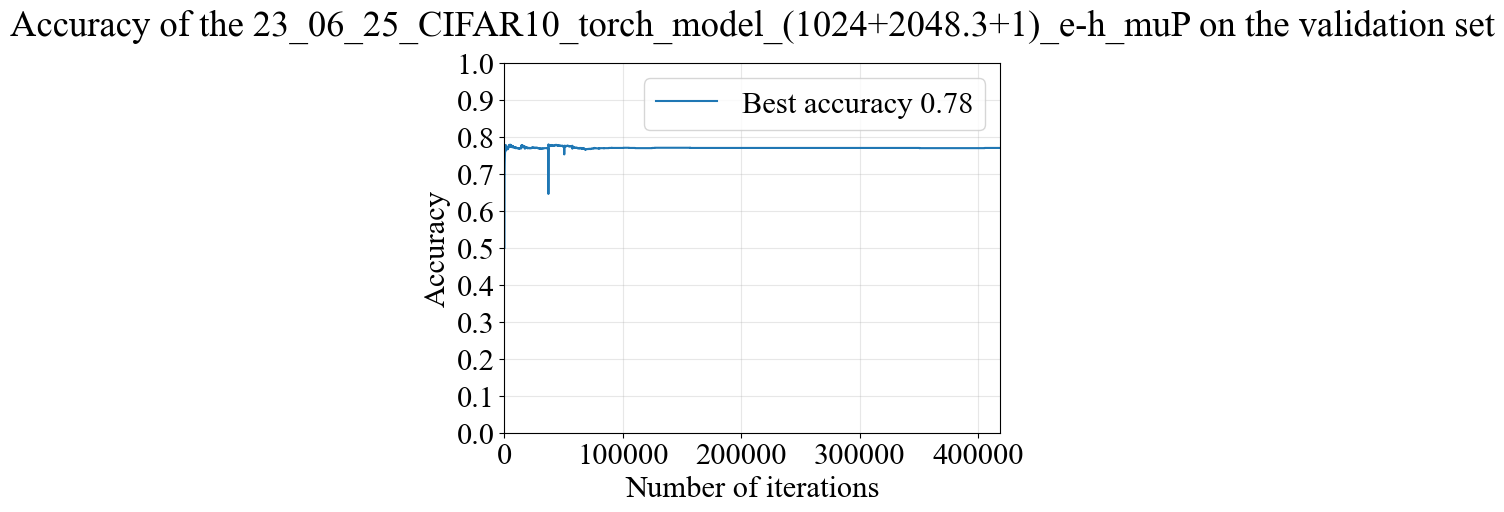 Accuracy of the 23_06_25_CIFAR10_torch_model_(1024+2048.3+1)_e-h_muP on the validation set
Best accuracy 0.78
Accuracy
1.0
0.9
0.8
0.7
0.6
0.5
0.4
0.3
0.2
0.1
0.0
0 100000 200000 300000 400000
Number of iterations